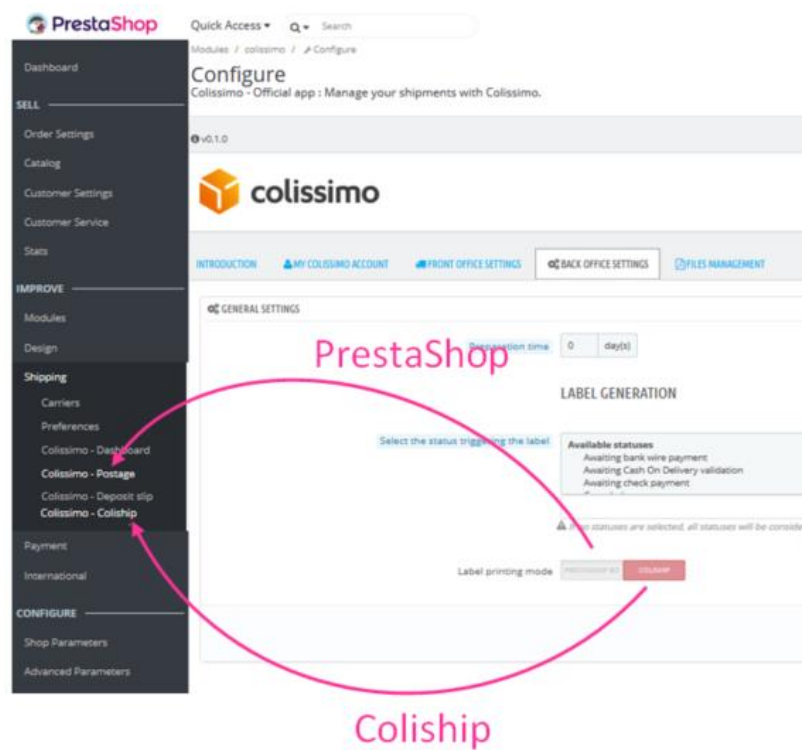 PrestaShop
Quick Access
Search
Modules / colissimo / Configure
Configure
Colissimo - Official app : Manage your shipments with Colissimo.
v0.1.0
colissimo
INTRODUCTION
MY COLISSIMO ACCOUNT
FRONT OFFICE SETTINGS
BACK OFFICE SETTINGS
FILES MANAGEMENT
GENERAL SETTINGS
Preparation time
0
day(s)
PrestaShop
LABEL GENERATION
Select the status triggering the label
Available statuses
Awaiting bank wire payment
Awaiting Cash On Delivery validation
Awaiting check payment
no statuses are selected, all statuses will be conside
Label printing mode
COLISHIP
Coliship
Dashboard
SELL
Order Settings
Catalog
Customer Settings
Customer Service
Stats
IMPROVE
Modules
Design
Shipping
Carriers
Preferences
Colissimo - Dashboard
Colissimo - Postage
Colissimo - Deposit slip
Colissimo - Coliship
Payment
International
CONFIGURE
Shop Parameters
Advanced Parameters